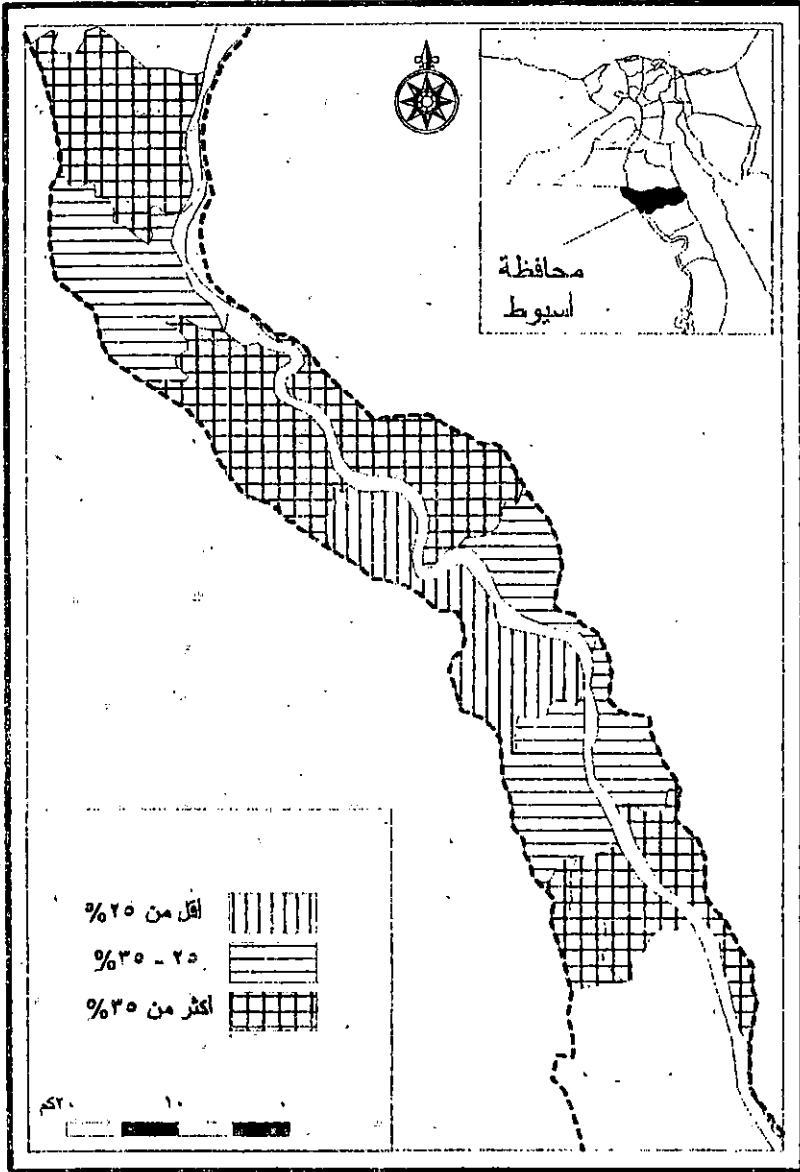 محافظة
أسيوط
أقل من ٢٥%
٢٥ - ٣٥%
أكثر من ٣٥%
٠ ١٠ ٢٠كم